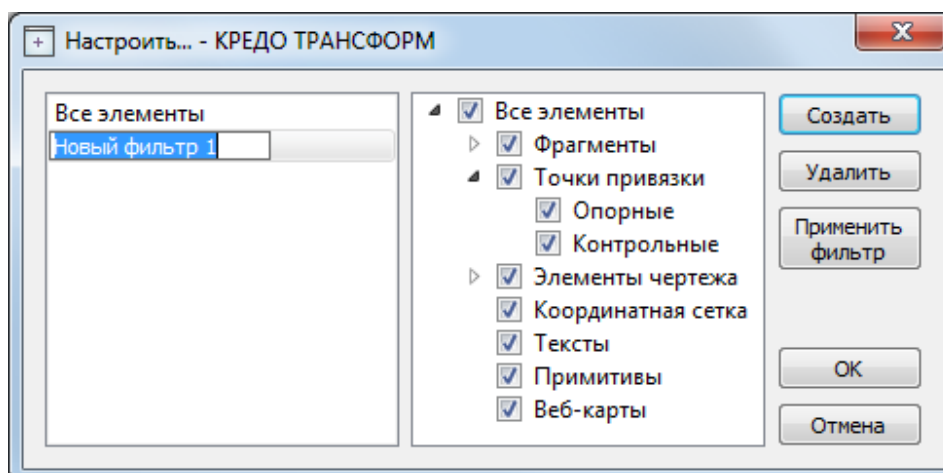 Настроить... - КРЕДО ТРАНСФОРМ
Все элементы
Новый фильтр 1
Все элементы
Фрагменты
Точки привязки
Опорные
Контрольные
Элементы чертежа
Координатная сетка
Тексты
Примитивы
Веб-карты
Создать
Удалить
Применить
фильтр
OK
Отмена